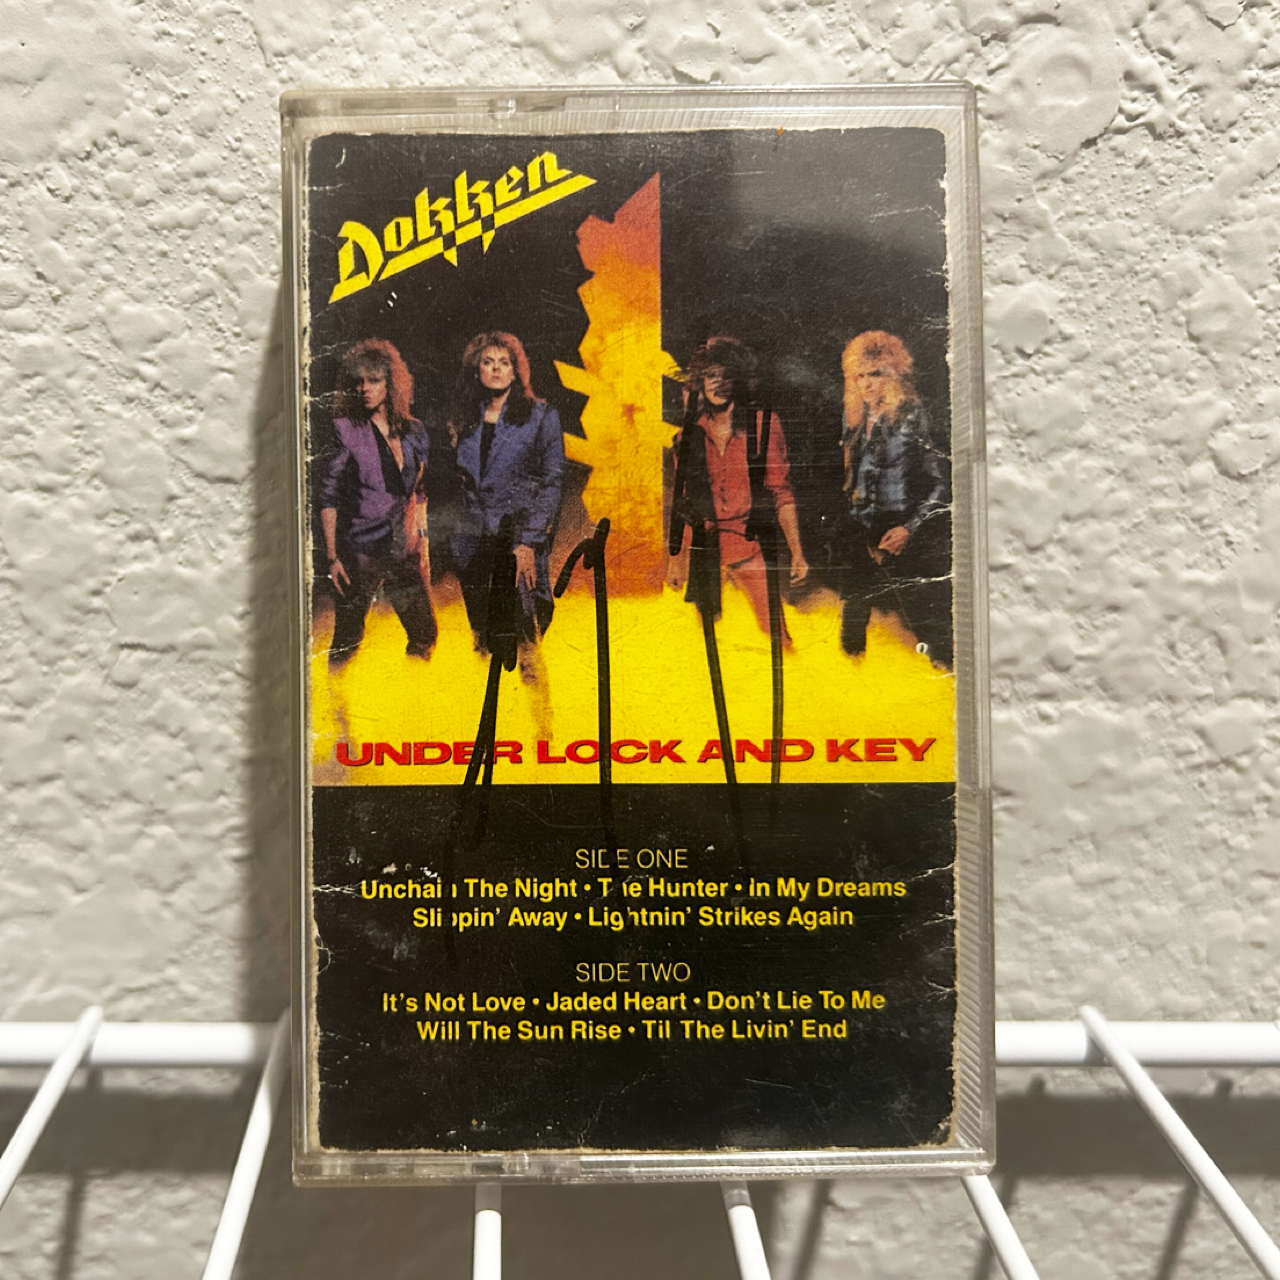 Dokken
UNDER LOCK AND KEY
SIDE ONE
Unchain The Night • The Hunter • In My Dreams
Slippin' Away • Lightnin' Strikes Again
SIDE TWO
It's Not Love • Jaded Heart • Don't Lie To Me
Will The Sun Rise • Til The Livin' End